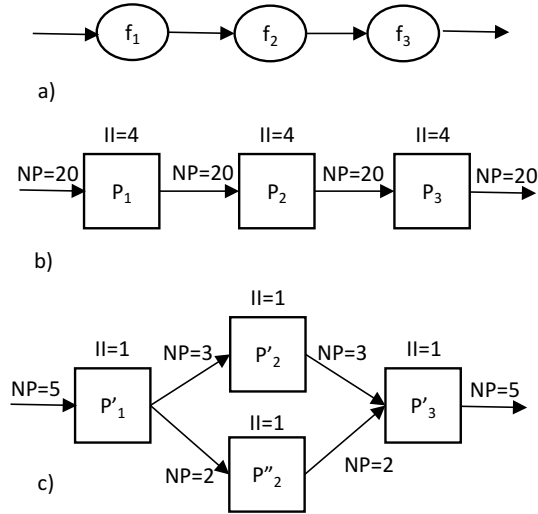 f1 f2 f3
a)
II=4 II=4 II=4
NP=20 NP=20 NP=20 NP=20
P1 P2 P3
b)
II=1
II=1 NP=3 P'2 NP=3 II=1
NP=5 P'1 P'3 NP=5
II=1
NP=2 P"2 NP=2
c)